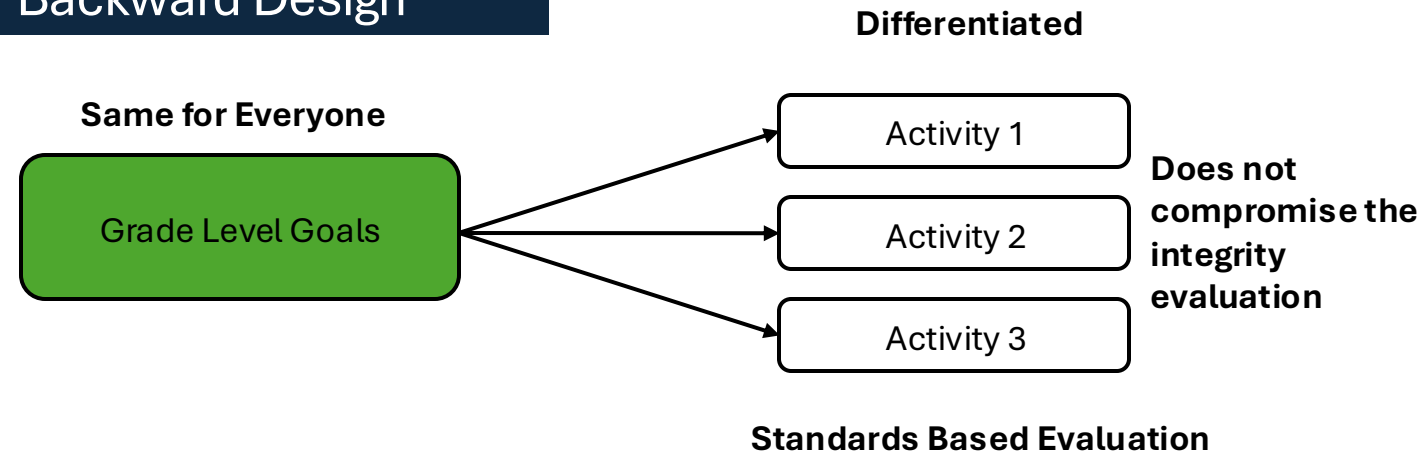 Backward Design
Differentiated
Same for Everyone
Grade Level Goals
Activity 1
Activity 2
Activity 3
Does not
compromise the
integrity
evaluation
Standards Based Evaluation